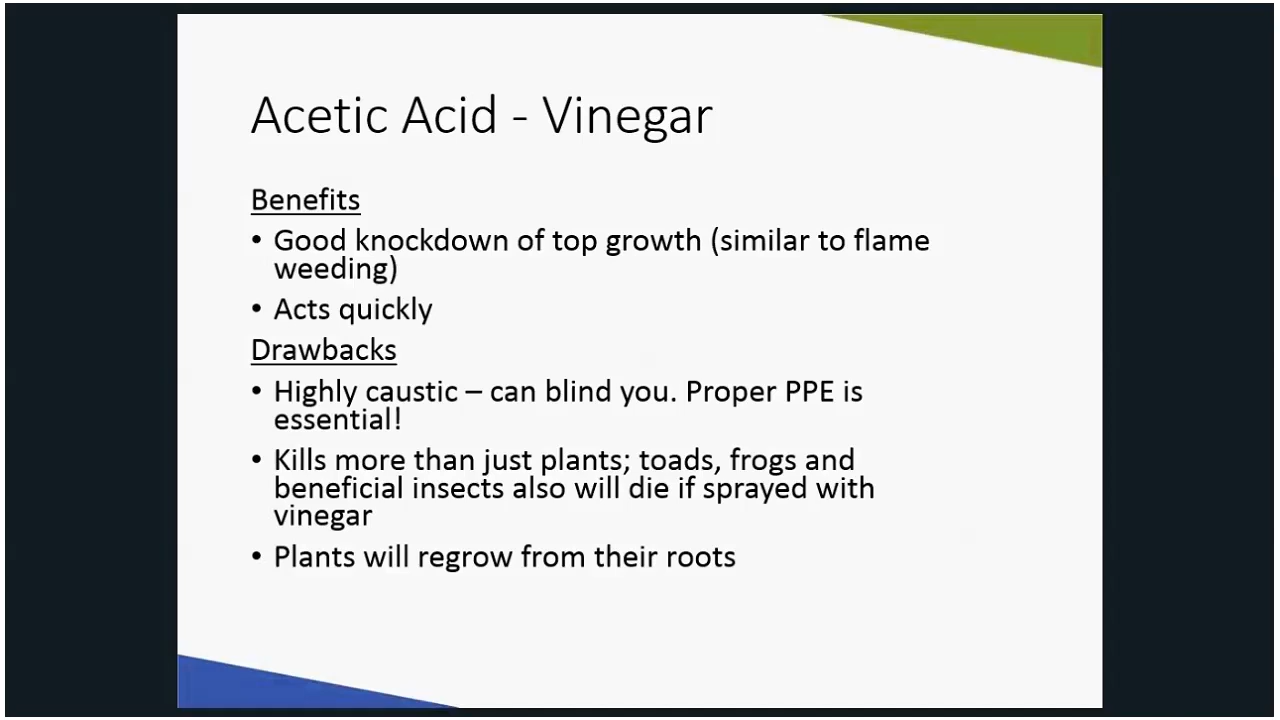 Acetic Acid - Vinegar
Benefits
• Good knockdown of top growth (similar to flame
weeding)
• Acts quickly
Drawbacks
• Highly caustic – can blind you. Proper PPE is
essential!
• Kills more than just plants; toads, frogs and
beneficial insects also will die if sprayed with
vinegar
• Plants will regrow from their roots